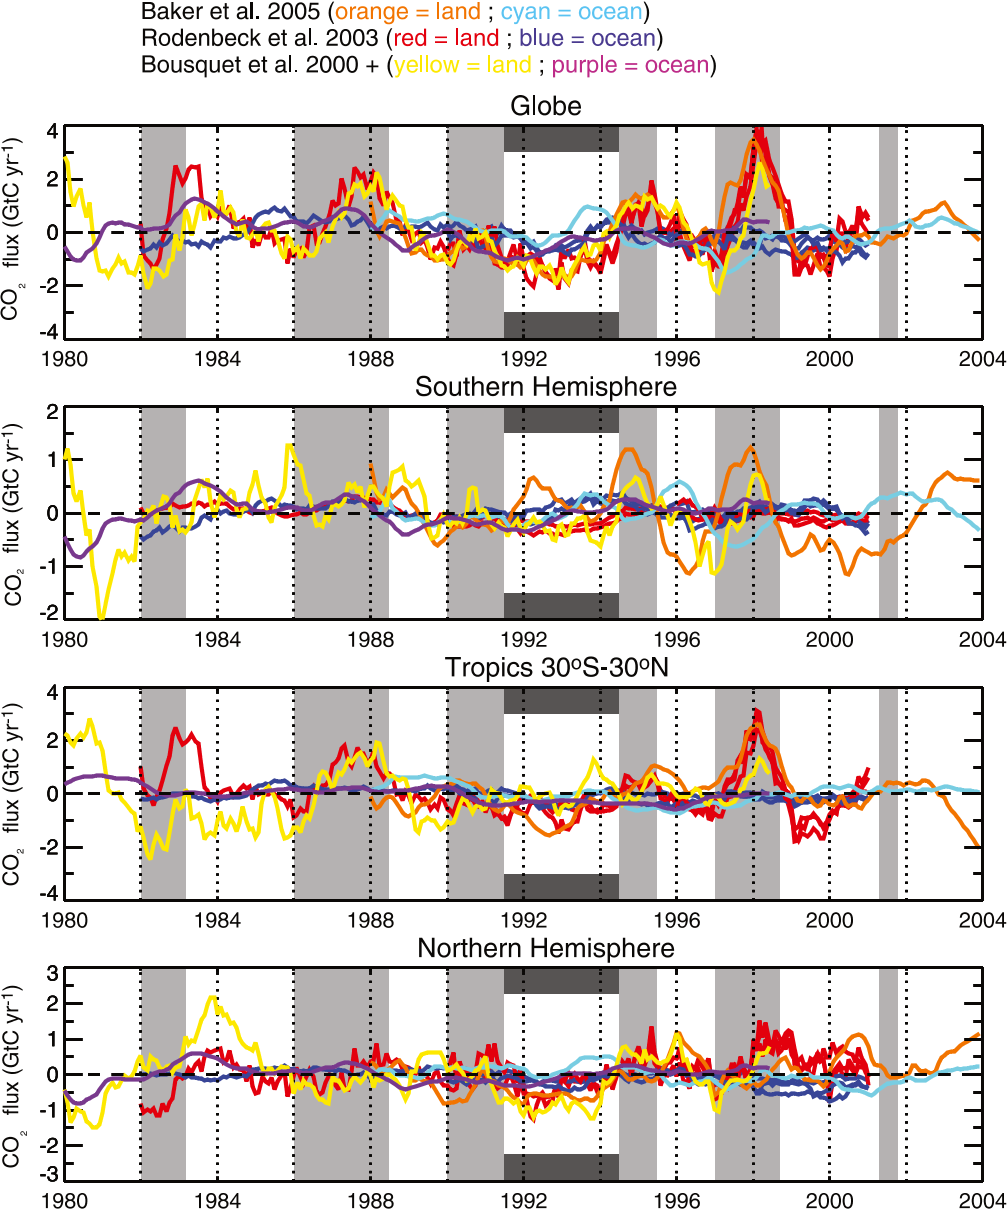 Baker et al. 2005 (orange = land ; cyan = ocean)
Rodenbeck et al. 2003 (red = land ; blue = ocean)
Bousquet et al. 2000 + (yellow = land ; purple = ocean)
Globe
CO₂ flux (GtC yr⁻¹)
4
2
0
-2
-4
1980 1984 1988 1992 1996 2000 2004
Southern Hemisphere
CO₂ flux (GtC yr⁻¹)
2
1
0
-1
-2
1980 1984 1988 1992 1996 2000 2004
Tropics 30ºS-30ºN
CO₂ flux (GtC yr⁻¹)
4
2
0
-2
-4
1980 1984 1988 1992 1996 2000 2004
Northern Hemisphere
CO₂ flux (GtC yr⁻¹)
3
2
1
0
-1
-2
-3
1980 1984 1988 1992 1996 2000 2004